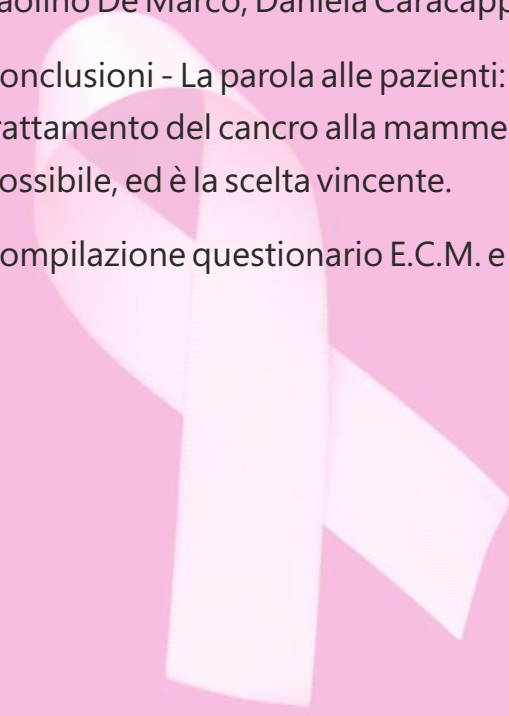 aolino De Marco, Daniela Caracapp
onclusioni - La parola alle pazienti:
rattamento del cancro alla mamme
ossibile, ed è la scelta vincente.
ompilazione questionario E.C.M. e